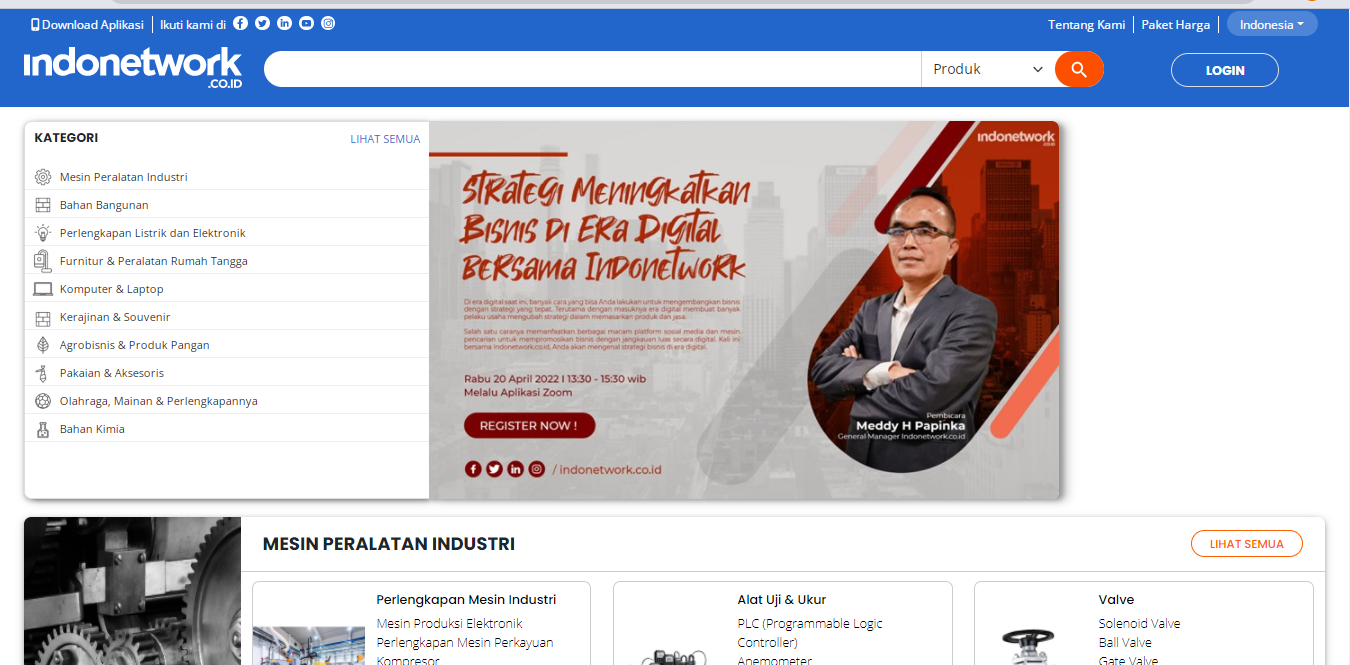 Download Aplikasi
Ikuti kami di
Tentang Kami
Paket Harga
Indonesia
indonetwork
.CO.ID
Produk
LOGIN
KATEGORI
LIHAT SEMUA
Mesin Peralatan Industri
Bahan Bangunan
Perlengkapan Listrik dan Elektronik
Furnitur & Peralatan Rumah Tangga
Komputer & Laptop
Kerajinan & Souvenir
Agrobisnis & Produk Pangan
Pakaian & Aksesoris
Olahraga, Mainan & Perlengkapannya
Bahan Kimia
indonetwork
.co.id
Strategi Meningkatkan
Bisnis Di Era Digital
Bersama Indonetwork
Di era digital saat ini, banyak cara yang bisa Anda lakukan untuk mengembangkan bisnis
dengan strategi yang tepat. Terutama dengan masuknya era digital membuat banyak
pelaku usaha mengubah strategi dalam memasarkan produk dan jasa.
Salah satu caranya memanfaatkan berbagai macam platform sosial media dan mesin
pencarian untuk mempromosikan bisnis dengan jangkauan luas secara digital. Kali ini
bersama Indonetwork.co.id, Anda akan mengenal strategi bisnis di era digital.
Rabu 20 April 2022 I 13:30 - 15:30 wib
Melalu Aplikasi Zoom
REGISTER NOW !
/ indonetwork.co.id
Pembicara
Meddy H Papinka
General Manager Indonetwork.co.id
MESIN PERALATAN INDUSTRI
LIHAT SEMUA
Perlengkapan Mesin Industri
Mesin Produksi Elektronik
Perlengkapan Mesin Perkayuan
Kompresor
Alat Uji & Ukur
PLC (Programmable Logic
Controller)
Anemometer
Valve
Solenoid Valve
Ball Valve
Gate Valve